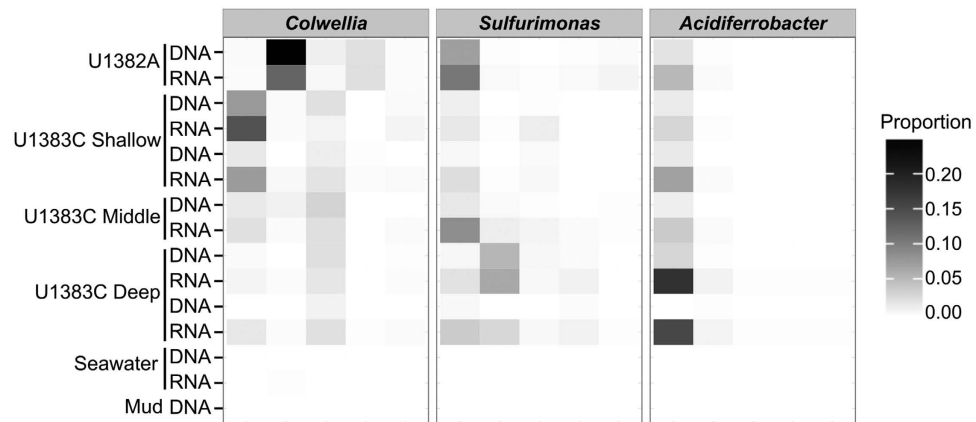 Colwellia Sulfurimonas Acidiferrobacter
U1382A DNA
RNA
U1383C Shallow DNA
RNA
DNA
RNA
U1383C Middle DNA
RNA
U1383C Deep DNA
RNA
DNA
RNA
Seawater DNA
RNA
Mud DNA
Proportion
0.20
0.15
0.10
0.05
0.00